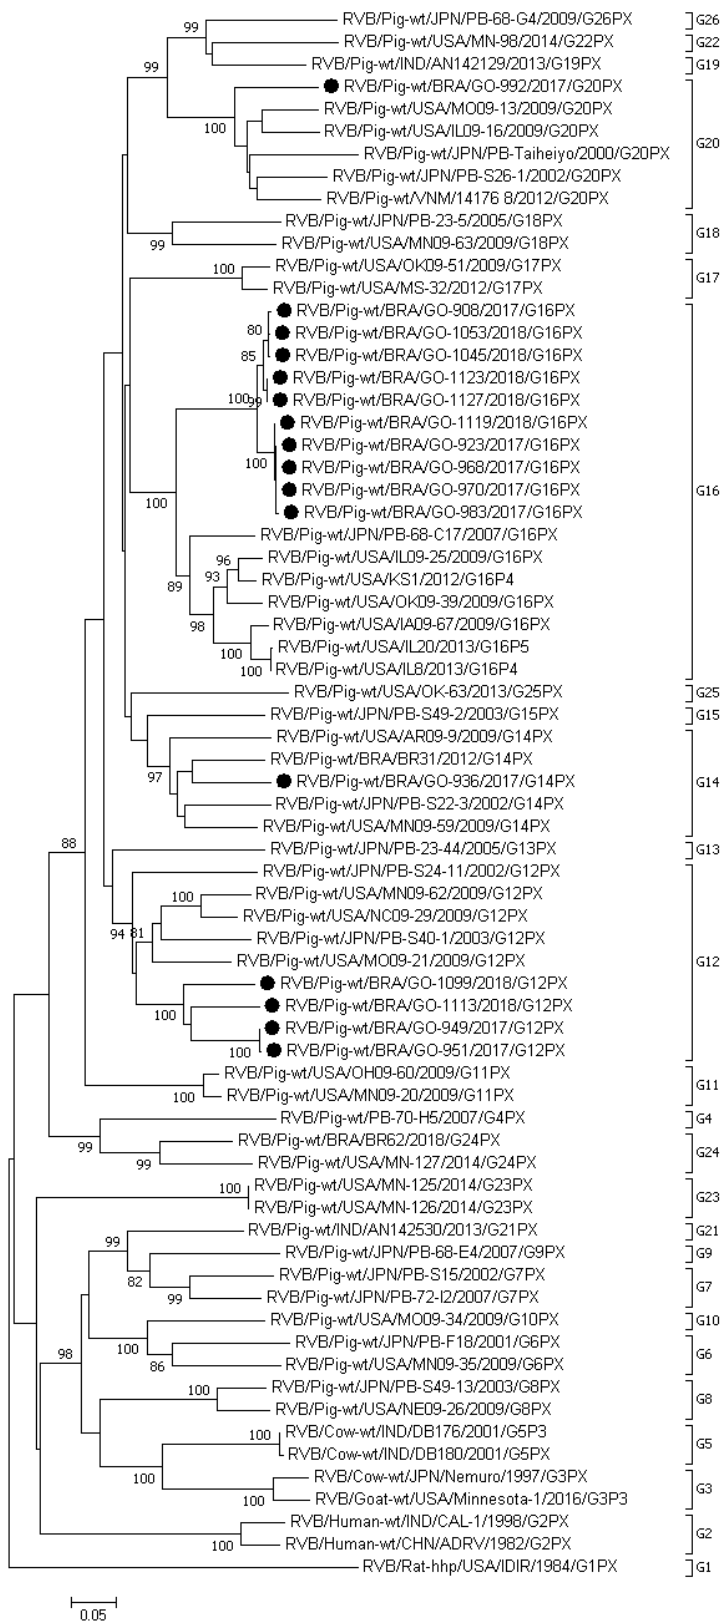 RVB/Pig-wt/JPN/PB-68-G4/2009/G26PX G26
99
RVB/Pig-wt/USA/MN-98/2014/G22PX G22
99
RVB/Pig-wt/IND/AN142129/2013/G19PX G19
RVB/Pig-wt/BRA/GO-992/2017/G20PX
RVB/Pig-wt/USA/MO09-13/2009/G20PX
100
RVB/Pig-wt/USA/IL09-16/2009/G20PX
G20
RVB/Pig-wt/JPN/PB-Taiheiyo/2000/G20PX
RVB/Pig-wt/JPN/PB-S26-1/2002/G20PX
RVB/Pig-wt/VNM/14176 8/2012/G20PX
RVB/Pig-wt/JPN/PB-23-5/2005/G18PX
G18
99
RVB/Pig-wt/USA/MN09-63/2009/G18PX
RVB/Pig-wt/USA/OK09-51/2009/G17PX
100
G17
RVB/Pig-wt/USA/MS-32/2012/G17PX
RVB/Pig-wt/BRA/GO-908/2017/G16PX
80
RVB/Pig-wt/BRA/GO-1053/2018/G16PX
85
RVB/Pig-wt/BRA/GO-1045/2018/G16PX
RVB/Pig-wt/BRA/GO-1123/2018/G16PX
100
99
RVB/Pig-wt/BRA/GO-1127/2018/G16PX
RVB/Pig-wt/BRA/GO-1119/2018/G16PX
RVB/Pig-wt/BRA/GO-923/2017/G16PX
100
RVB/Pig-wt/BRA/GO-968/2017/G16PX
RVB/Pig-wt/BRA/GO-970/2017/G16PX
G16
100
RVB/Pig-wt/BRA/GO-983/2017/G16PX
RVB/Pig-wt/JPN/PB-68-C17/2007/G16PX
RVB/Pig-wt/USA/IL09-25/2009/G16PX
96
93
89
RVB/Pig-wt/USA/KS1/2012/G16P4
RVB/Pig-wt/USA/OK09-39/2009/G16PX
98
RVB/Pig-wt/USA/IA09-67/2009/G16PX
100
RVB/Pig-wt/USA/IL20/2013/G16P5
100
RVB/Pig-wt/USA/IL8/2013/G16P4
RVB/Pig-wt/USA/OK-63/2013/G25PX G25
RVB/Pig-wt/JPN/PB-S49-2/2003/G15PX G15
RVB/Pig-wt/USA/AR09-9/2009/G14PX
RVB/Pig-wt/BRA/BR31/2012/G14PX
97
RVB/Pig-wt/BRA/GO-936/2017/G14PX G14
RVB/Pig-wt/JPN/PB-S22-3/2002/G14PX
RVB/Pig-wt/USA/MN09-59/2009/G14PX
88
RVB/Pig-wt/JPN/PB-23-44/2005/G13PX G13
RVB/Pig-wt/JPN/PB-S24-11/2002/G12PX
RVB/Pig-wt/USA/MN09-62/2009/G12PX
100
RVB/Pig-wt/USA/NC09-29/2009/G12PX
94
81
RVB/Pig-wt/JPN/PB-S40-1/2003/G12PX
RVB/Pig-wt/USA/MO09-21/2009/G12PX G12
RVB/Pig-wt/BRA/GO-1099/2018/G12PX
RVB/Pig-wt/BRA/GO-1113/2018/G12PX
100
RVB/Pig-wt/BRA/GO-949/2017/G12PX
100
RVB/Pig-wt/BRA/GO-951/2017/G12PX
RVB/Pig-wt/USA/OH09-60/2009/G11PX
G11
100
RVB/Pig-wt/USA/MN09-20/2009/G11PX
RVB/Pig-wt/PB-70-H5/2007/G4PX G4
RVB/Pig-wt/BRA/BR62/2018/G24PX
99
G24
99
RVB/Pig-wt/USA/MN-127/2014/G24PX
RVB/Pig-wt/USA/MN-125/2014/G23PX
100
G23
RVB/Pig-wt/USA/MN-126/2014/G23PX
RVB/Pig-wt/IND/AN142530/2013/G21PX G21
99
RVB/Pig-wt/JPN/PB-68-E4/2007/G9PX G9
82
RVB/Pig-wt/JPN/PB-S15/2002/G7PX
G7
99
RVB/Pig-wt/JPN/PB-72-I2/2007/G7PX
RVB/Pig-wt/USA/MO09-34/2009/G10PX G10
100
RVB/Pig-wt/JPN/PB-F18/2001/G6PX
98
G6
86
RVB/Pig-wt/USA/MN09-35/2009/G6PX
RVB/Pig-wt/JPN/PB-S49-13/2003/G8PX
100
G8
RVB/Pig-wt/USA/NE09-26/2009/G8PX
RVB/Cow-wt/IND/DB176/2001/G5P3
100
G5
RVB/Cow-wt/IND/DB180/2001/G5PX
100
RVB/Cow-wt/JPN/Nemuro/1997/G3PX
G3
100
RVB/Goat-wt/USA/Minnesota-1/2016/G3P3
RVB/Human-wt/IND/CAL-1/1998/G2PX
G2
100
RVB/Human-wt/CHN/ADRV/1982/G2PX
RVB/Rat-hhp/USA/IDIR/1984/G1PX G1
0.05